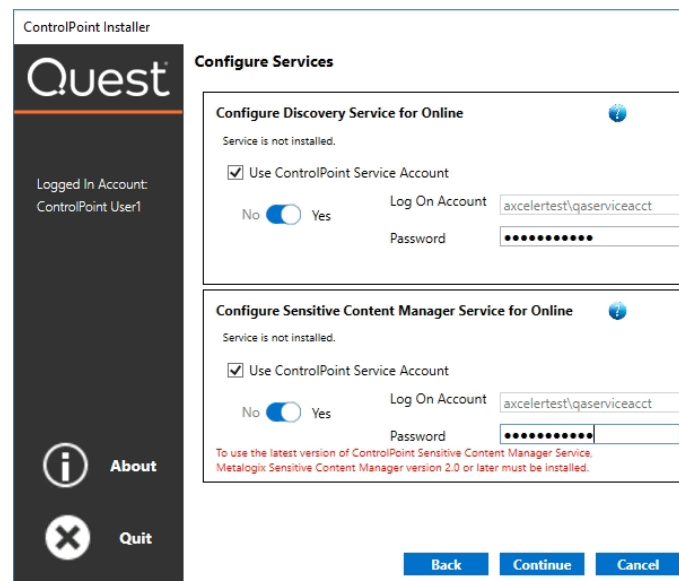 ControlPoint Installer
Quest
Configure Services
Configure Discovery Service for Online
?
Service is not installed.
Use ControlPoint Service Account
No Yes
Log On Account axcelertest\qaserviceacct
Password •••••••••••
Logged In Account:
ControlPoint User1
Configure Sensitive Content Manager Service for Online
?
Service is not installed.
Use ControlPoint Service Account
No Yes
Log On Account axcelertest\qaserviceacct
Password •••••••••••
To use the latest version of ControlPoint Sensitive Content Manager Service,
Metalogix Sensitive Content Manager version 2.0 or later must be installed.
About
Quit
Back Continue Cancel